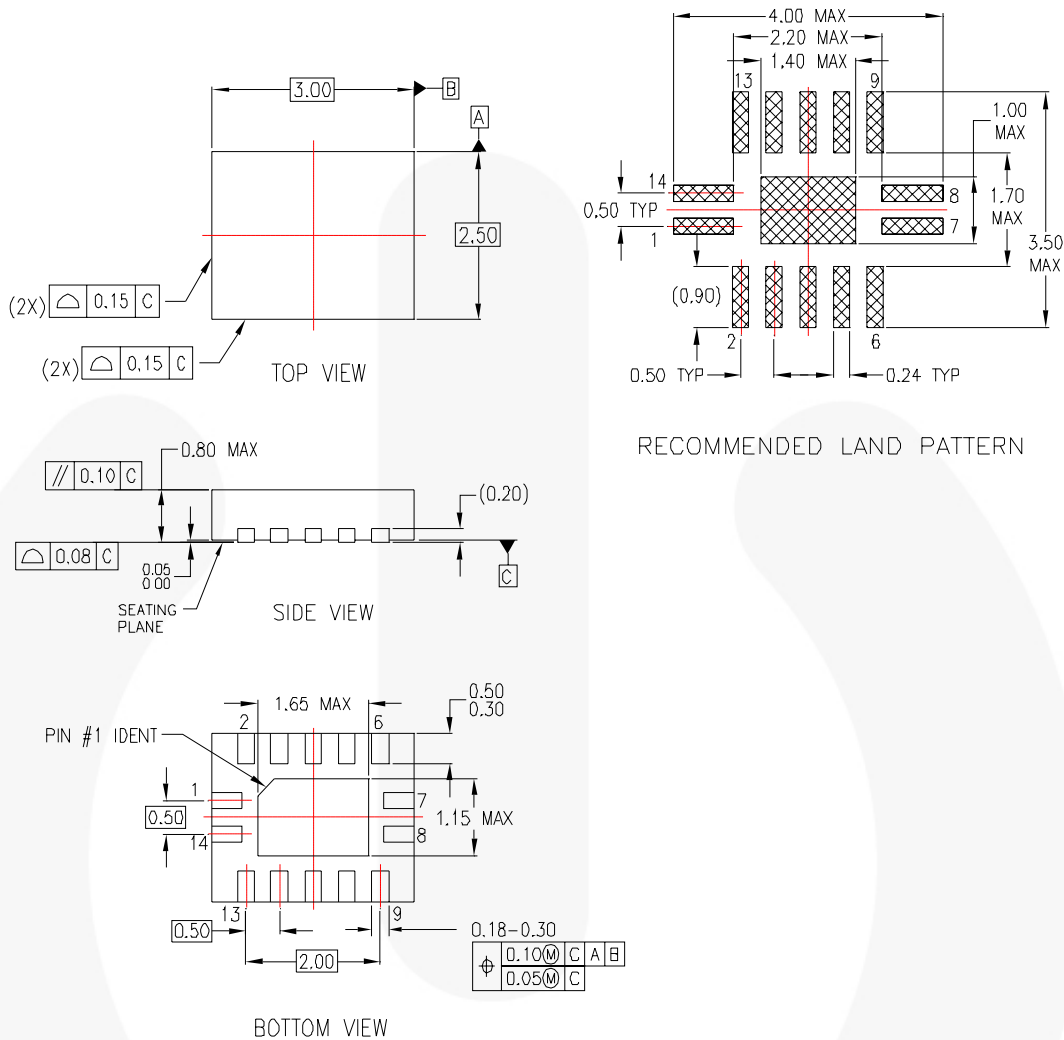 3.00
B
A
2.50
(2X) ⌓ 0.15 C
(2X) ⌓ 0.15 C
TOP VIEW
4.00 MAX
2.20 MAX
1.40 MAX
13
9
1.00
MAX
14
8
0.50 TYP
1.70
MAX
1
7
3.50
MAX
(0.90)
2
6
0.50 TYP
0.24 TYP
RECOMMENDED LAND PATTERN
0.80 MAX
// 0.10 C
(0.20)
⌓ 0.08 C
0.05
0.00
C
SEATING
PLANE
SIDE VIEW
1.65 MAX
0.50
0.30
2
6
PIN #1 IDENT
1
7
0.50
1.15 MAX
14
8
13
9
0.50
0.18-0.30
2.00
⌖ 0.10Ⓜ C A B
0.05Ⓜ C
BOTTOM VIEW